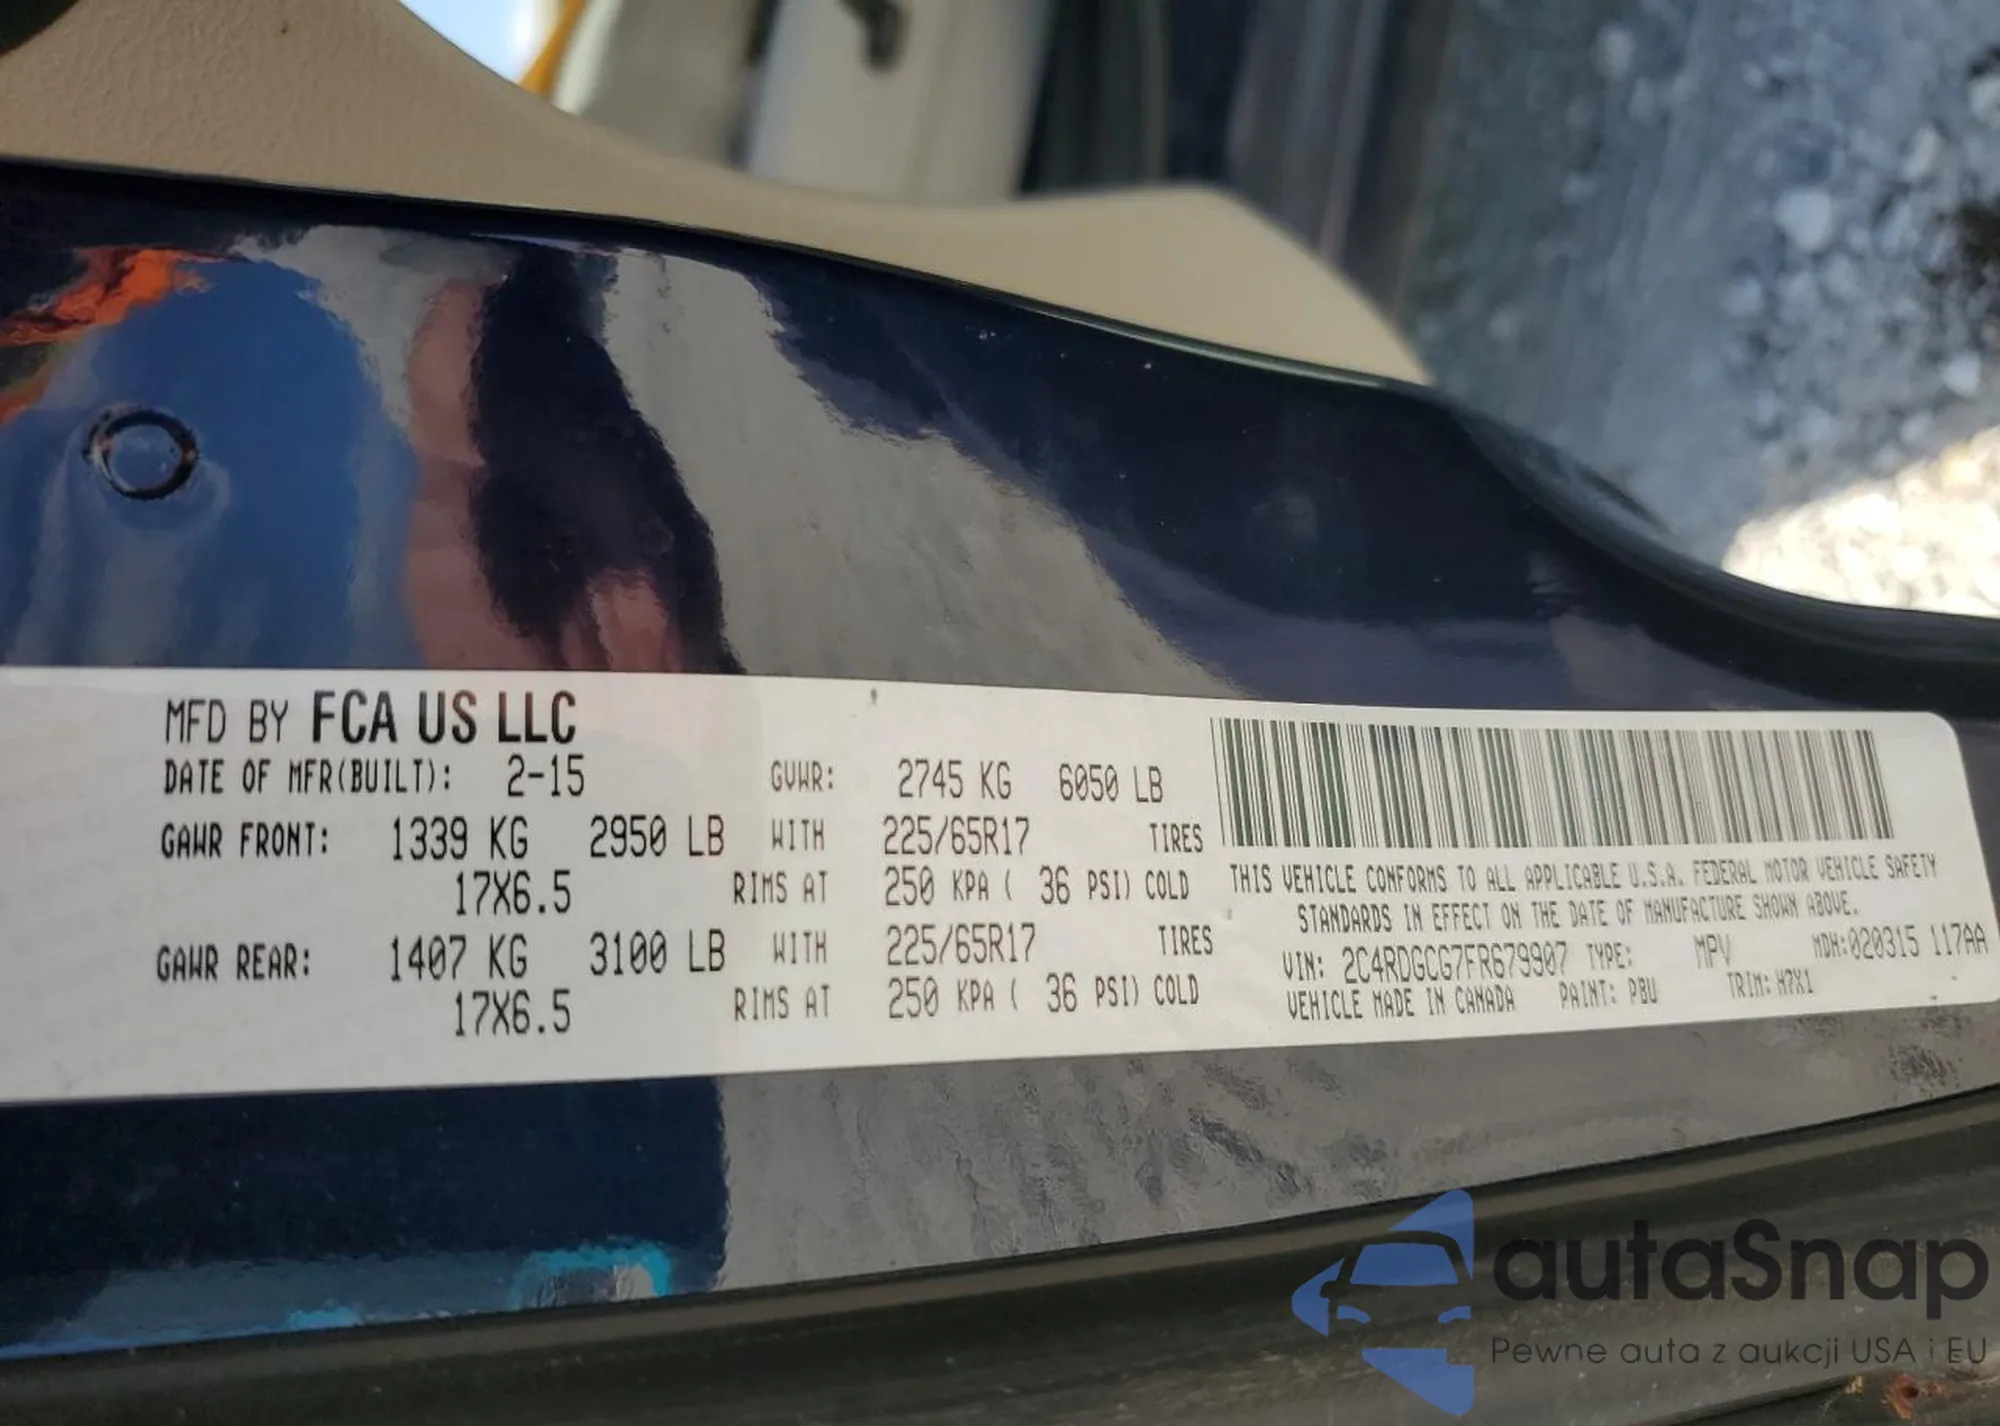 MFD BY FCA US LLC
DATE OF MFR(BUILT): 2-15 GVWR: 2745 KG 6050 LB
GAWR FRONT: 1339 KG 2950 LB WITH 225/65R17 TIRES
17X6.5 RIMS AT 250 KPA ( 36 PSI) COLD
GAWR REAR: 1407 KG 3100 LB WITH 225/65R17 TIRES
17X6.5 RIMS AT 250 KPA ( 36 PSI) COLD
THIS VEHICLE CONFORMS TO ALL APPLICABLE U.S.A. FEDERAL MOTOR VEHICLE SAFETY
STANDARDS IN EFFECT ON THE DATE OF MANUFACTURE SHOWN ABOVE.
VIN: 2C4RDGCG7FR679907 TYPE: MPV MDH:020315 117AA
VEHICLE MADE IN CANADA PAINT: PBU TRIM:
autaSnap
Pewne auta z aukcji USA i EU